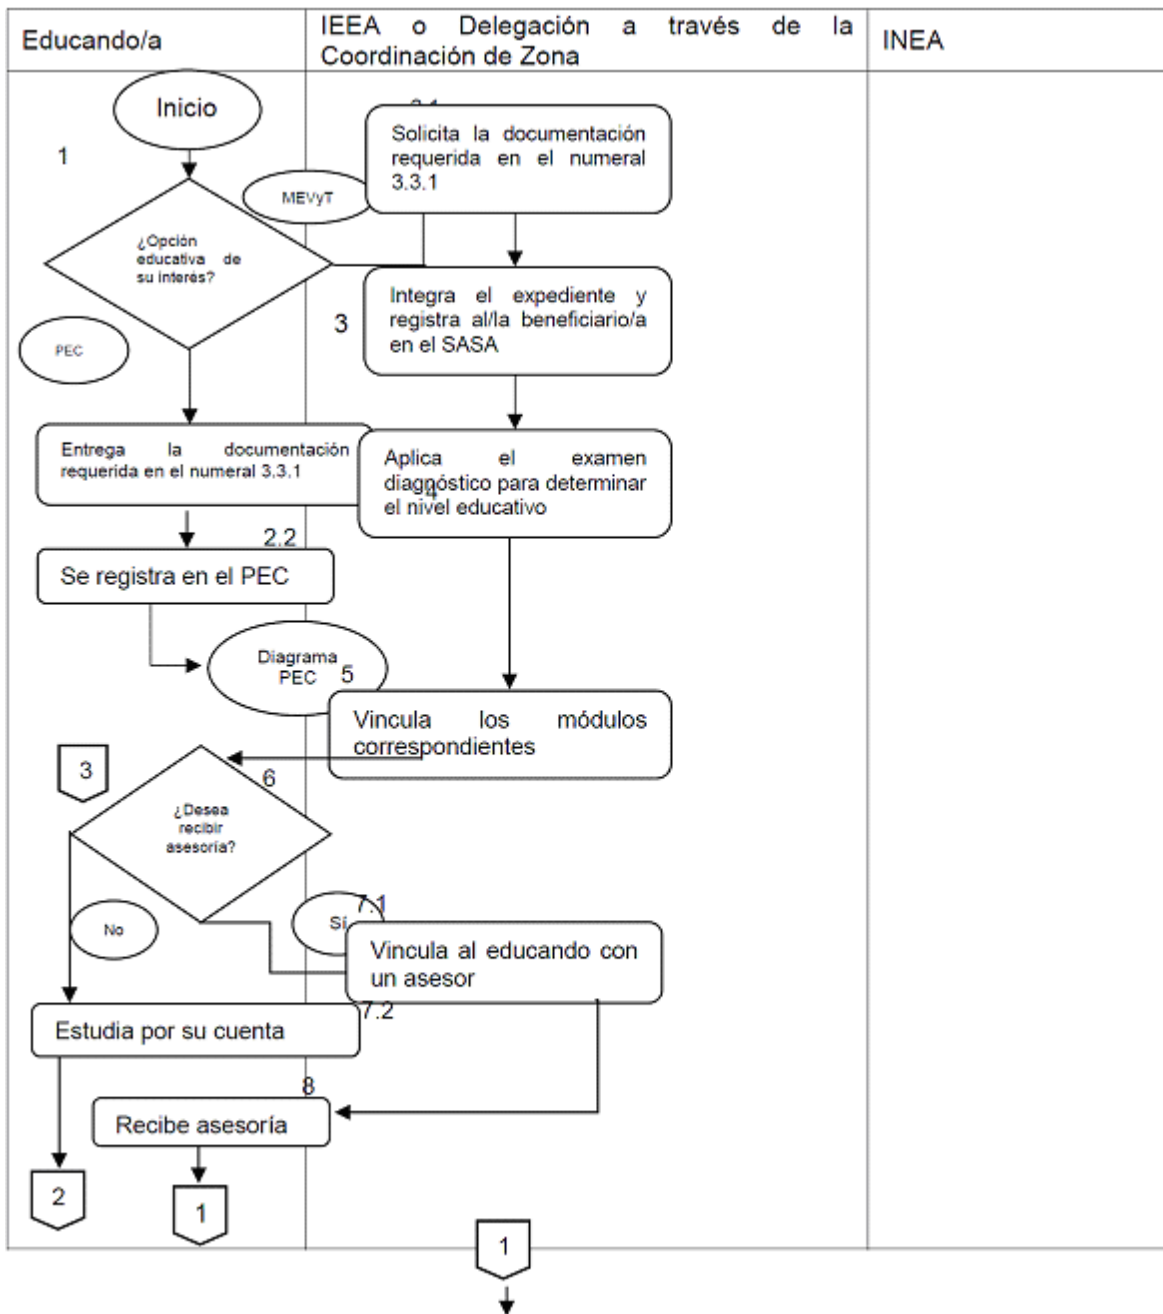 Educando/a
IEEA o Delegación a través de la
Coordinación de Zona
INEA
Inicio
1
Solicita la documentación
requerida en el numeral
3.3.1
MEVyT
¿Opción
educativa de
su interés?
Integra el expediente y
registra al/la beneficiario/a
en el SASA
3
PEC
Entrega la documentación
requerida en el numeral 3.3.1
Aplica el examen
diagnóstico para determinar
el nivel educativo
4
2.2
Se registra en el PEC
Diagrama
PEC
5
Vincula los módulos
correspondientes
3
6
¿Desea
recibir
asesoría?
No
Sí
7.1
Vincula al educando con
un asesor
7.2
Estudia por su cuenta
8
Recibe asesoría
2
1
1